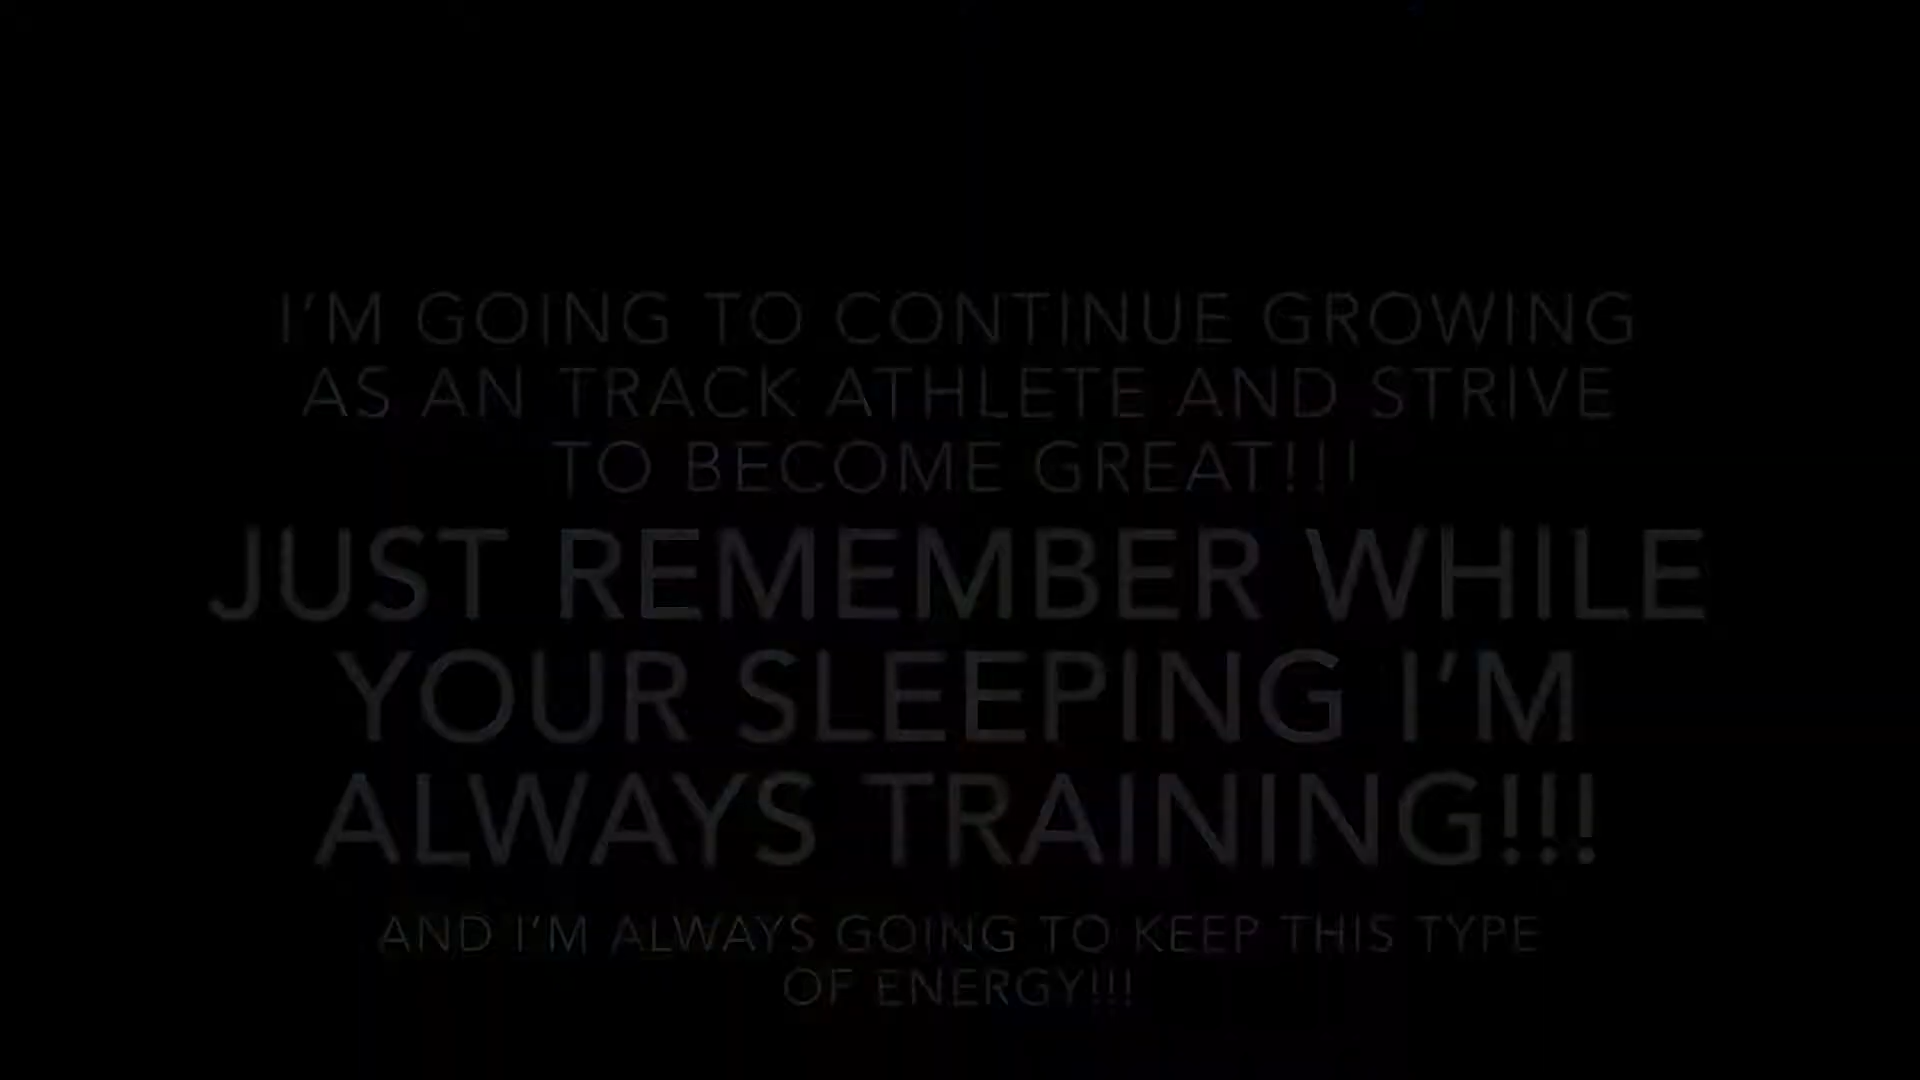 I'M GOING TO CONTINUE GROWING
AS AN TRACK ATHLETE AND STRIVE
TO BECOME GREAT!!!
JUST REMEMBER WHILE
YOUR SLEEPING I'M
ALWAYS TRAINING!!!
AND I'M ALWAYS GOING TO KEEP THIS TYPE
OF ENERGY!!!